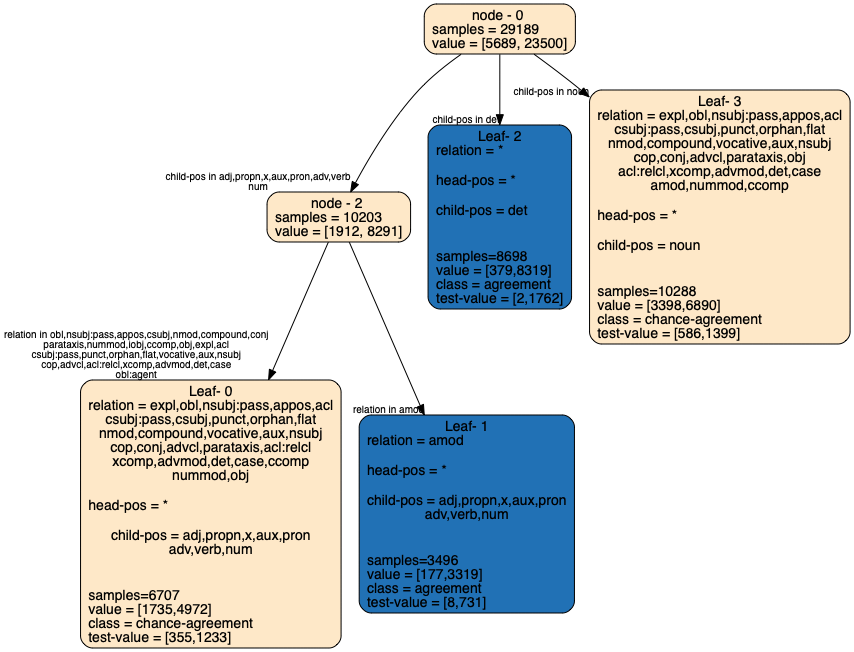 node - 0
samples = 29189
value = [5689, 23500]
child-pos in noun
Leaf- 3
relation = expl,obl,nsubj:pass,appos,acl
csubj:pass,csubj,punct,orphan,flat
nmod,compound,vocative,aux,nsubj
cop,conj,advcl,parataxis,obj
acl:relcl,xcomp,advmod,det,case
amod,nummod,ccomp
head-pos = *
child-pos = noun
samples=10288
value = [3398,6890]
class = chance-agreement
test-value = [586,1399]
child-pos in det
Leaf- 2
relation = *
head-pos = *
child-pos = det
samples=8698
value = [379,8319]
class = agreement
test-value = [2,1762]
child-pos in adj,propn,x,aux,pron,adv,verb
num
node - 2
samples = 10203
value = [1912, 8291]
relation in obl,nsubj:pass,appos,csubj,nmod,compound,conj
parataxis,nummod,iobj,ccomp,obj,expl,acl
csubj:pass,punct,orphan,flat,vocative,aux,nsubj
cop,advcl,acl:relcl,xcomp,advmod,det,case
obl:agent
Leaf- 0
relation = expl,obl,nsubj:pass,appos,acl
csubj:pass,csubj,punct,orphan,flat
nmod,compound,vocative,aux,nsubj
cop,conj,advcl,parataxis,acl:relcl
xcomp,advmod,det,case,ccomp
nummod,obj
head-pos = *
child-pos = adj,propn,x,aux,pron
adv,verb,num
samples=6707
value = [1735,4972]
class = chance-agreement
test-value = [355,1233]
relation in amod
Leaf- 1
relation = amod
head-pos = *
child-pos = adj,propn,x,aux,pron
adv,verb,num
samples=3496
value = [177,3319]
class = agreement
test-value = [8,731]